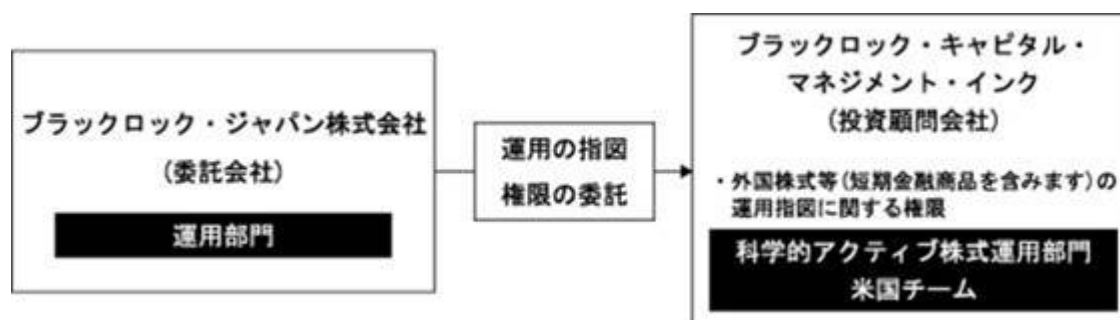 ブラックロック・ジャパン株式会社
(委託会社)
運用部門
運用の指図
権限の委託
ブラックロック・キャピタル・
マネジメント・インク
(投資顧問会社)
・外国株式等(短期金融商品を含みます)の
運用指図に関する権限
科学的アクティブ株式運用部門
米国チーム